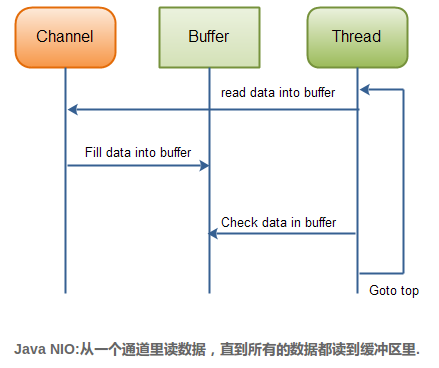 Channel
Buffer
Thread
read data into buffer
Fill data into buffer
Check data in buffer
Goto top
Java NIO:从一个通道里读数据，直到所有的数据都读到缓冲区里.